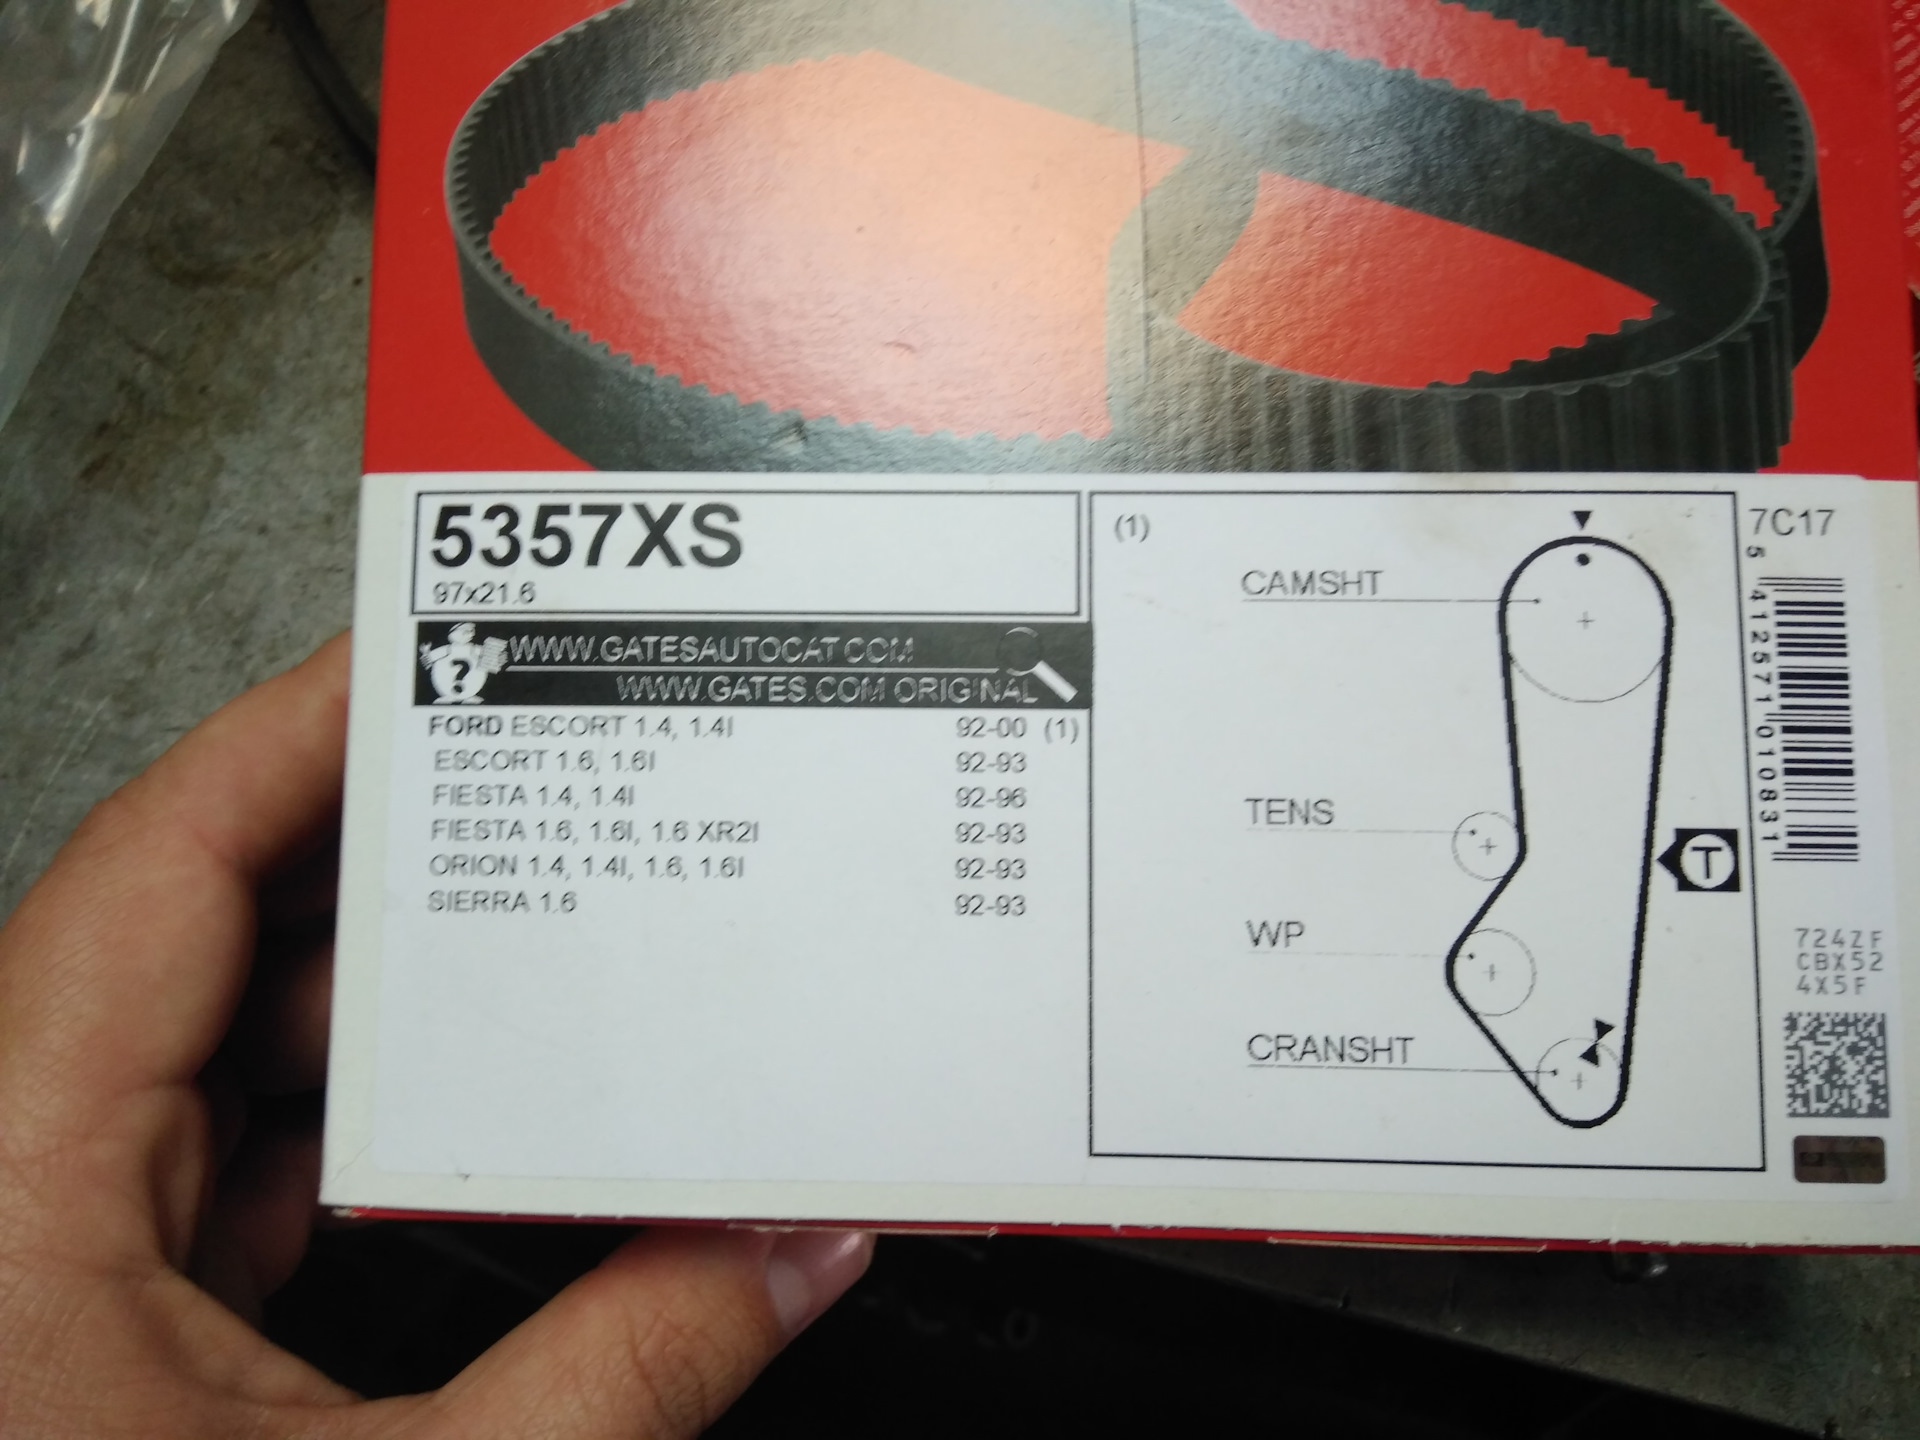 5357XS
97x21.6
WWW.GATESAUTOCAT.COM
WWW.GATES.COM ORIGINAL
FORD ESCORT 1.4, 1.4I 92-00 (1)
ESCORT 1.6, 1.6I 92-93
FIESTA 1.4, 1.4I 92-96
FIESTA 1.6, 1.6I, 1.6 XR2I 92-93
ORION 1.4, 1.4I, 1.6, 1.6I 92-93
SIERRA 1.6 92-93
(1)
CAMSHT
TENS
WP
CRANSHT
T
7C17
5 412571 010831
724ZF
CBX52
4X5F